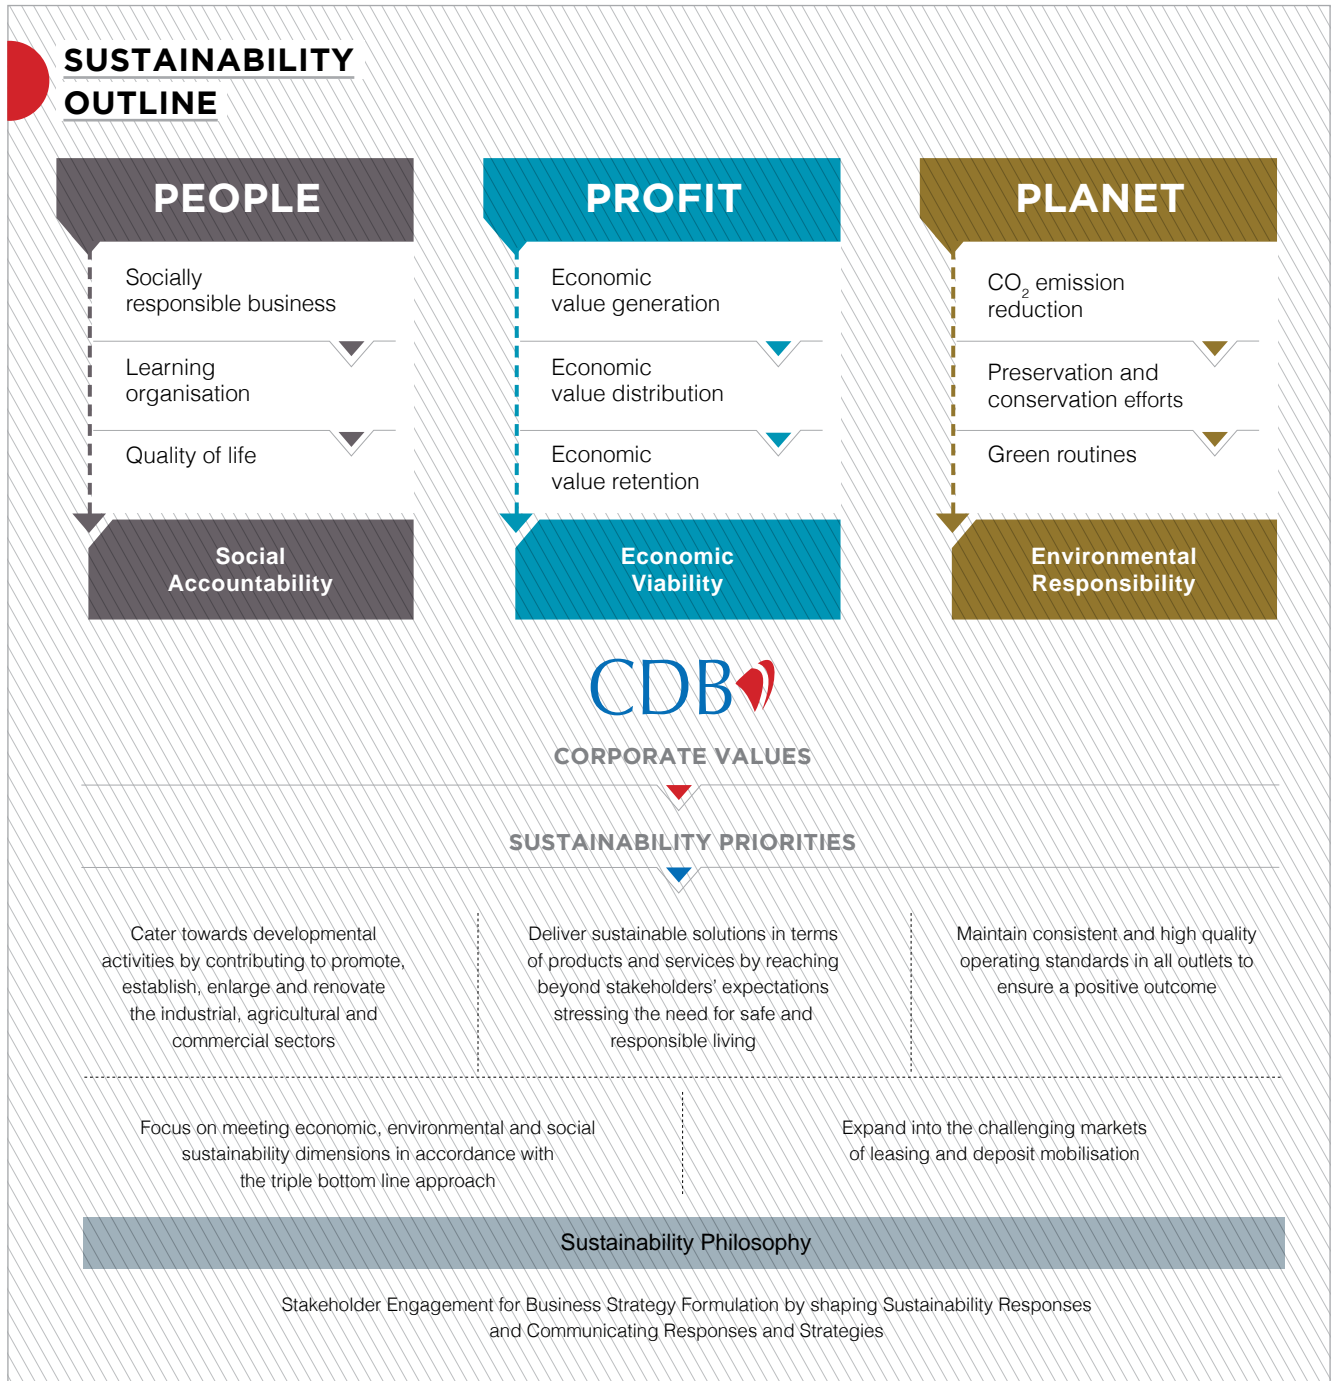 SUSTAINABILITY
OUTLINE
PEOPLE
Socially
responsible business
Learning
organisation
Quality of life
Social
Accountability
PROFIT
Economic
value generation
Economic
value distribution
Economic
value retention
Economic
Viability
PLANET
CO₂ emission
reduction
Preservation and
conservation efforts
Green routines
Environmental
Responsibility
CDB
CORPORATE VALUES
SUSTAINABILITY PRIORITIES
Cater towards developmental
activities by contributing to promote,
establish, enlarge and renovate
the industrial, agricultural and
commercial sectors
Deliver sustainable solutions in terms
of products and services by reaching
beyond stakeholders’ expectations
stressing the need for safe and
responsible living
Maintain consistent and high quality
operating standards in all outlets to
ensure a positive outcome
Focus on meeting economic, environmental and social
sustainability dimensions in accordance with
the triple bottom line approach
Expand into the challenging markets
of leasing and deposit mobilisation
Sustainability Philosophy
Stakeholder Engagement for Business Strategy Formulation by shaping Sustainability Responses
and Communicating Responses and Strategies